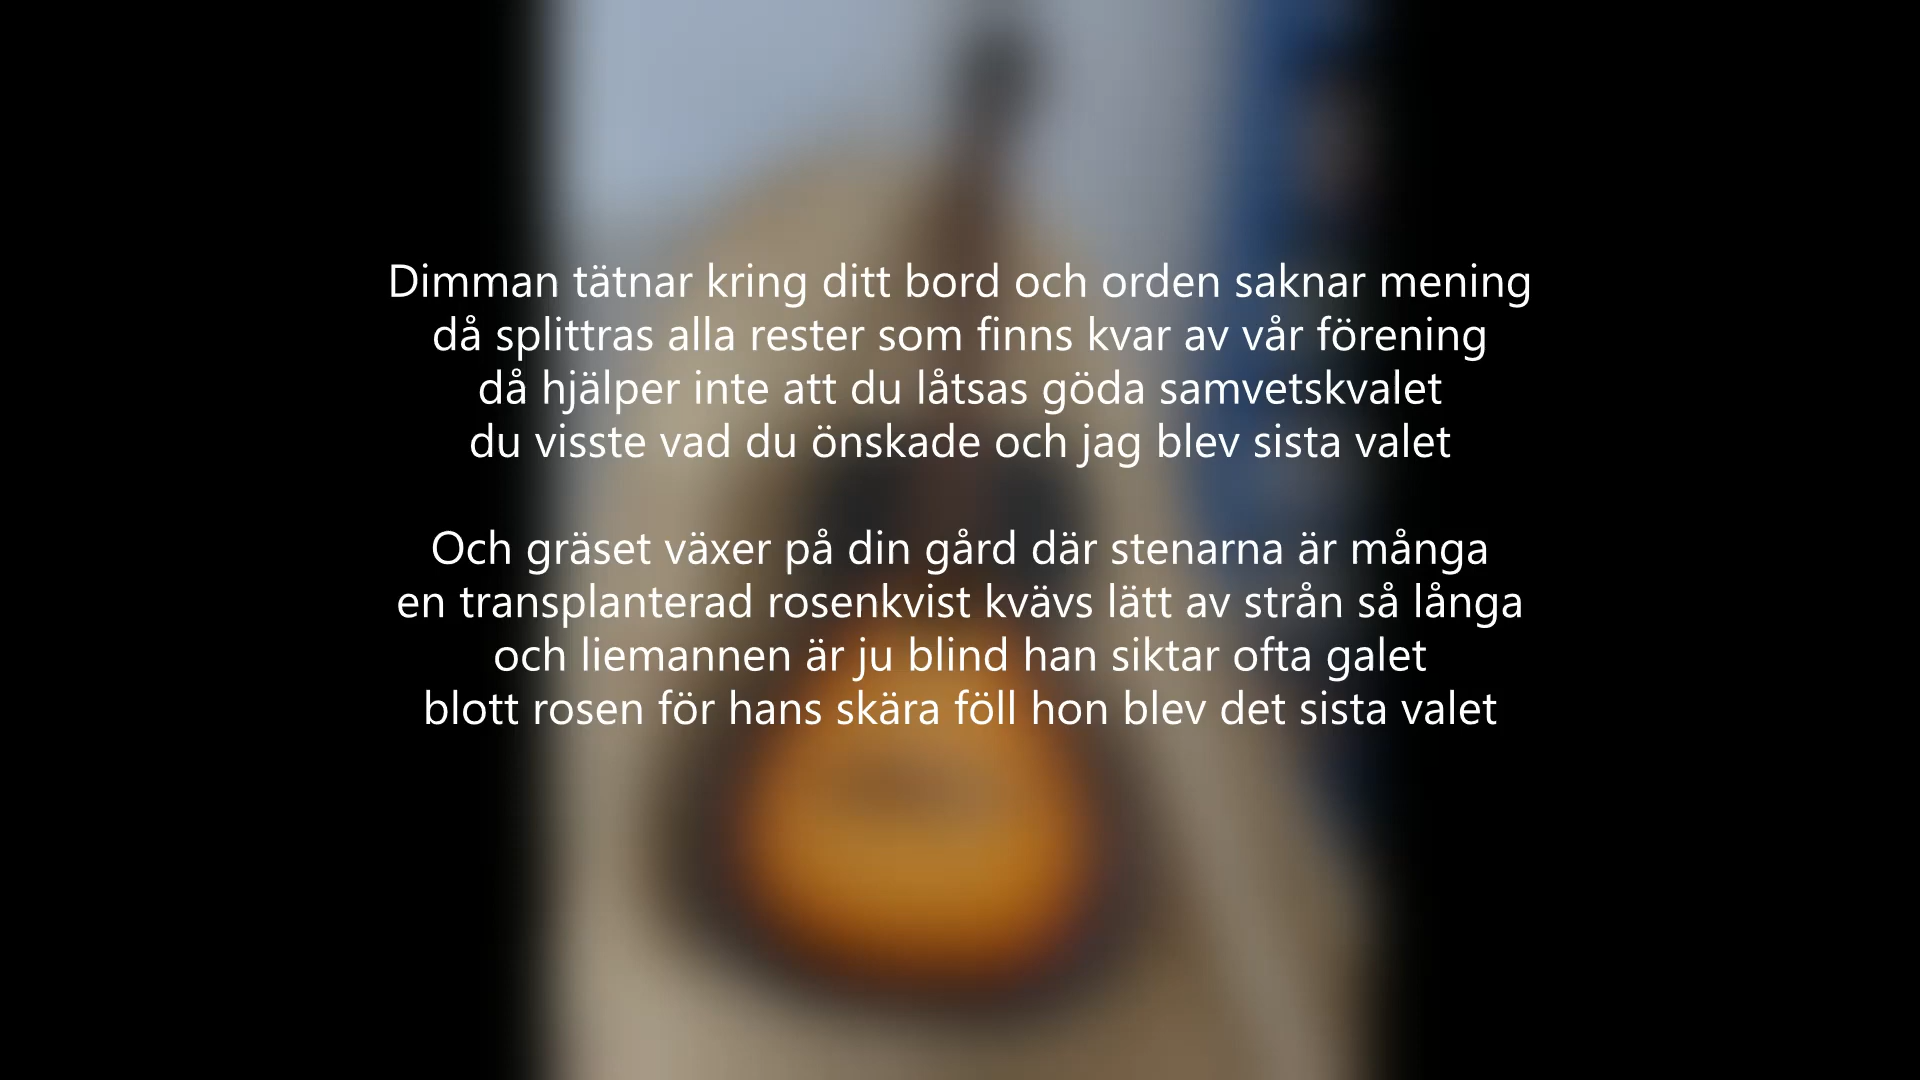 Dimman tätnar kring ditt bord och orden saknar mening
då splittras alla rester som finns kvar av vår förening
då hjälper inte att du låtsas göda samvetskvalet
du visste vad du önskade och jag blev sista valet
Och gräset växer på din gård där stenarna är många
en transplanterad rosenkvist kvävs lätt av strån så långa
och liemannen är ju blind han siktar ofta galet
blott rosen för hans skära föll hon blev det sista valet